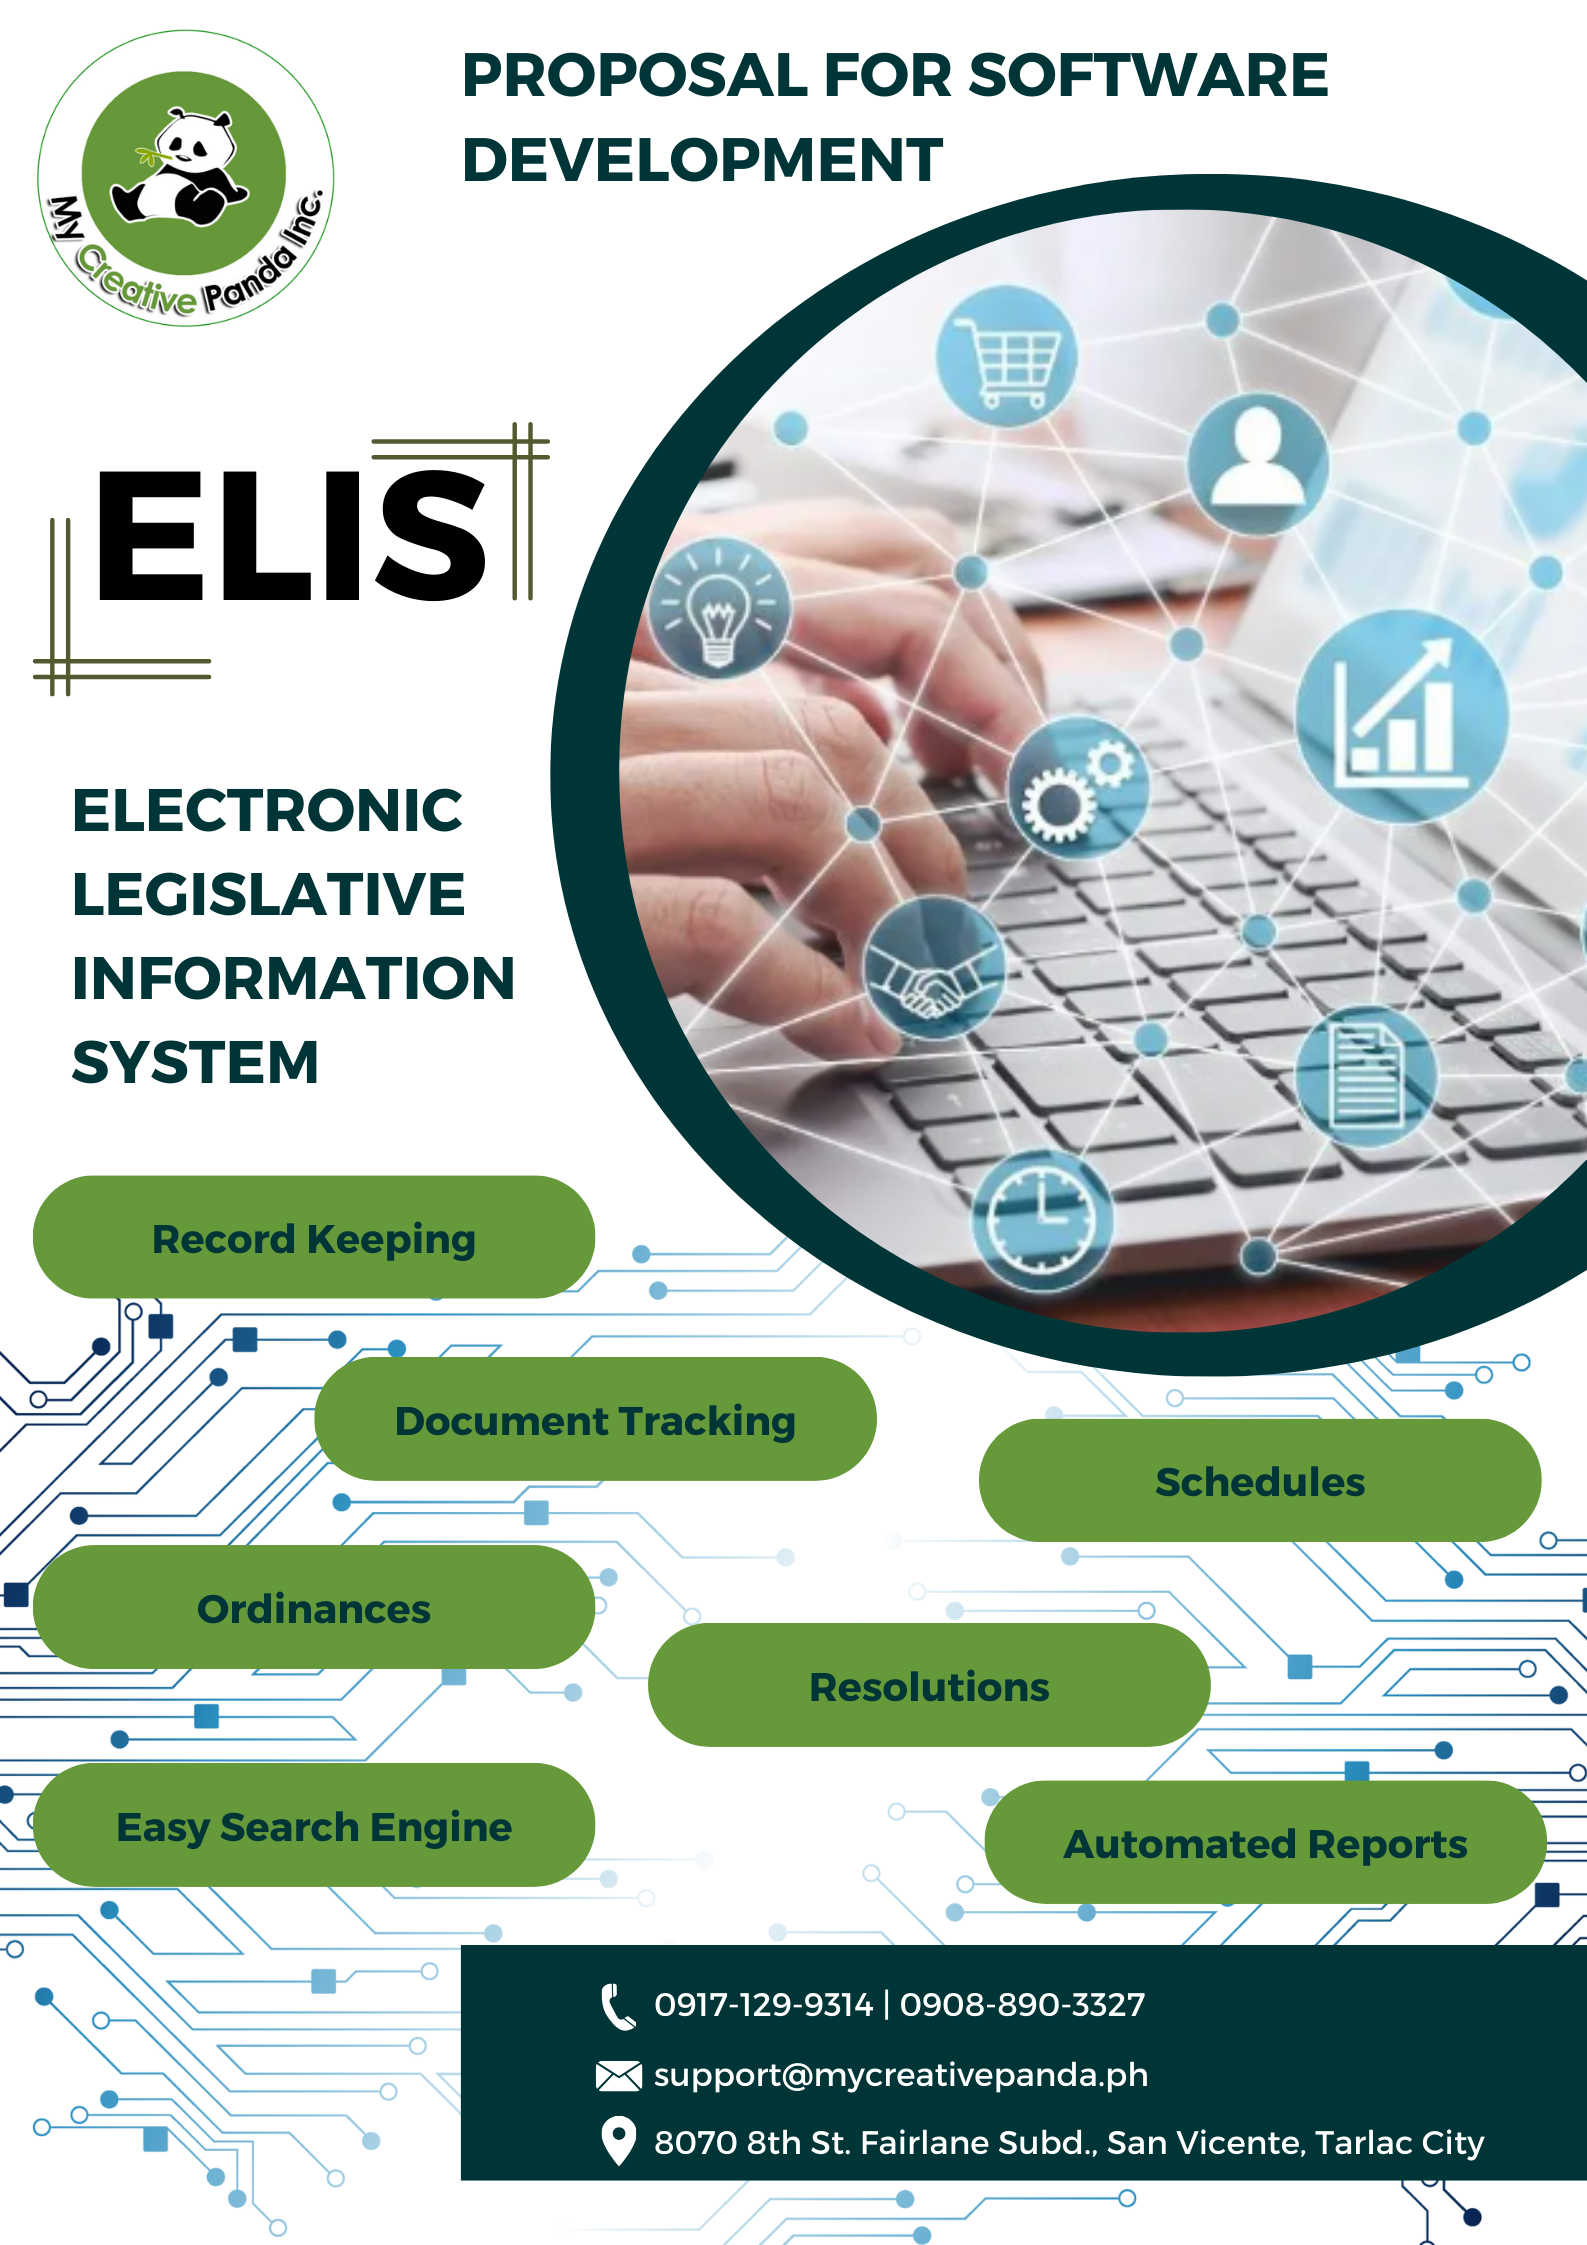 My Creative Panda Inc.
PROPOSAL FOR SOFTWARE
DEVELOPMENT
ELIS
ELECTRONIC
LEGISLATIVE
INFORMATION
SYSTEM
Record Keeping
Document Tracking
Schedules
Ordinances
Resolutions
Easy Search Engine
Automated Reports
0917-129-9314 | 0908-890-3327
support@mycreativepanda.ph
8070 8th St. Fairlane Subd., San Vicente, Tarlac City